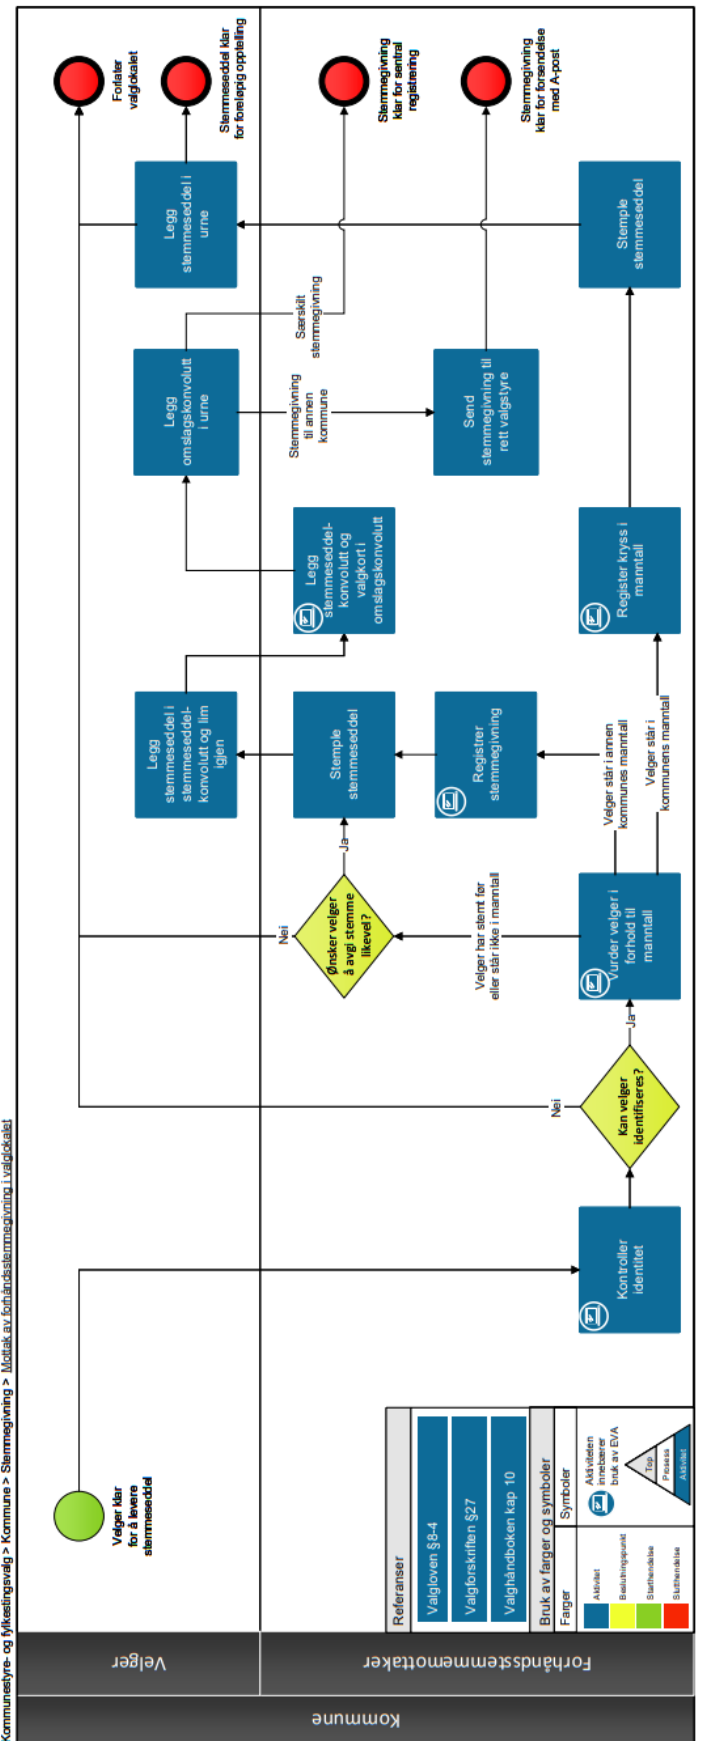 Kommunestyre- og fylkestingsvalg > Kommune > Stemmegivning > Mottak av forhåndsstemmegivning i valglokalet
Kommune
Velger
Forhåndsstemmemottaker
Velger klar
for å levere
stemmeseddel
Kontroller
identitet
Kan velger
identifiseres?
Nei
Ja
Vurder velger i
forhold til
manntall
Velger har stemt før
eller står ikke i manntall
Velger står i annen
kommunes manntall
Velger står i
kommunens manntall
Ønsker velger
å avgi stemme
likevel?
Nei
Ja
Stemple
stemmeseddel
Registrer
stemmegivning
Legg
stemmeseddel i
stemmeseddel-
konvolutt og lim
igjen
Legg
stemmeseddel-
konvolutt og
valgkort i
omslagskonvolutt
Register kryss i
manntall
Legg
omslagskonvolutt
i urne
Stemmegivning
til annen
kommune
Særskilt
stemmegivning
Send
stemmegivning til
rett valgstyre
Legg
stemmeseddel i
urne
Stemple
stemmeseddel
Forlater
valglokalet
Stemmeseddel klar
for foreløpig opptelling
Stemmegivning
klar for sentral
registrering
Stemmegivning
klar for forsendelse
med A-post
Referanser
Valgloven §8-4
Valgforskriften §27
Valghåndboken kap 10
Bruk av farger og symboler
Farger
Symboler
Aktivitet
Beslutningspunkt
Starthendelse
Slutthendelse
Aktiviteten
innebærer
bruk av EVA
Top
Prosess
Aktivitet